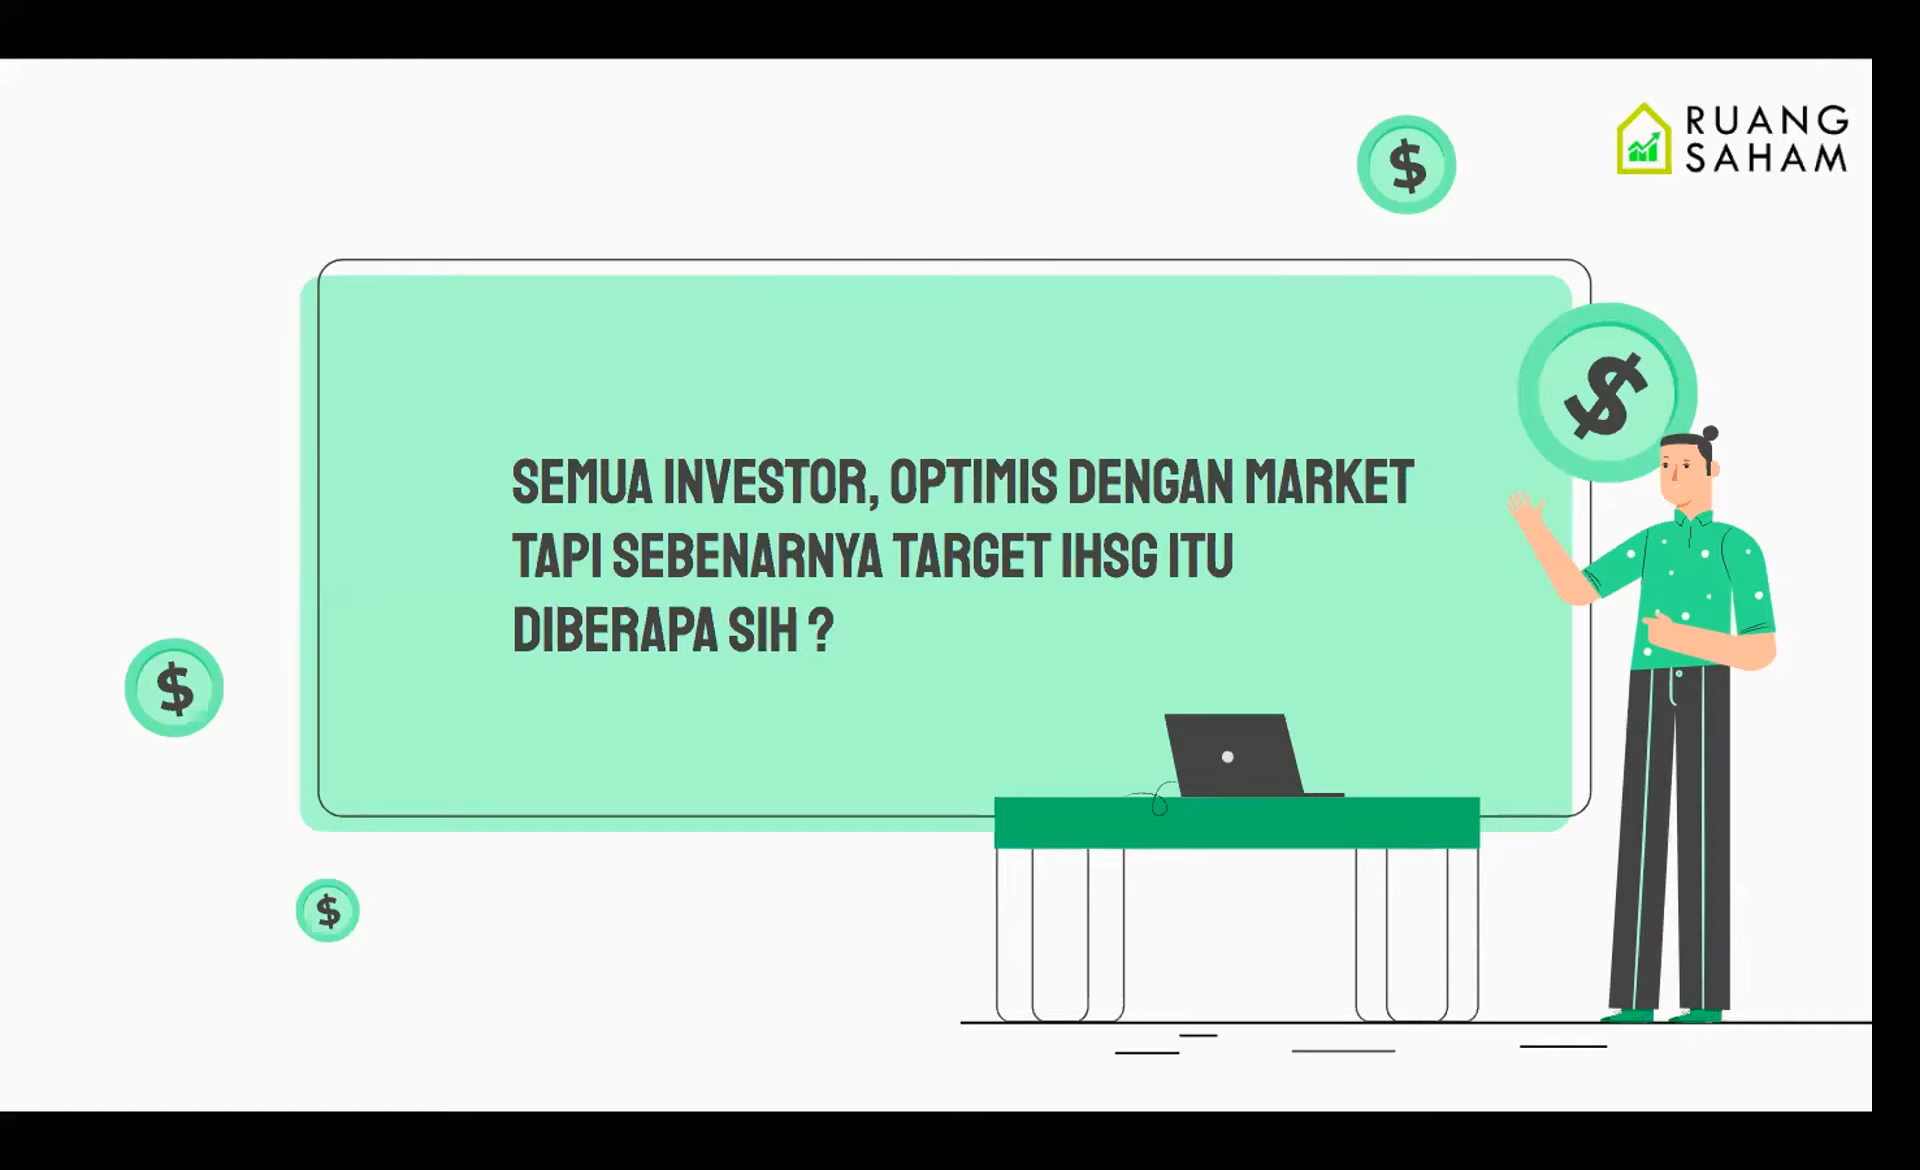 RUANG
SAHAM
$
$
SEMUA INVESTOR, OPTIMIS DENGAN MARKET
TAPI SEBENARNYA TARGET IHSG ITU
DIBERAPA SIH ?
$
$